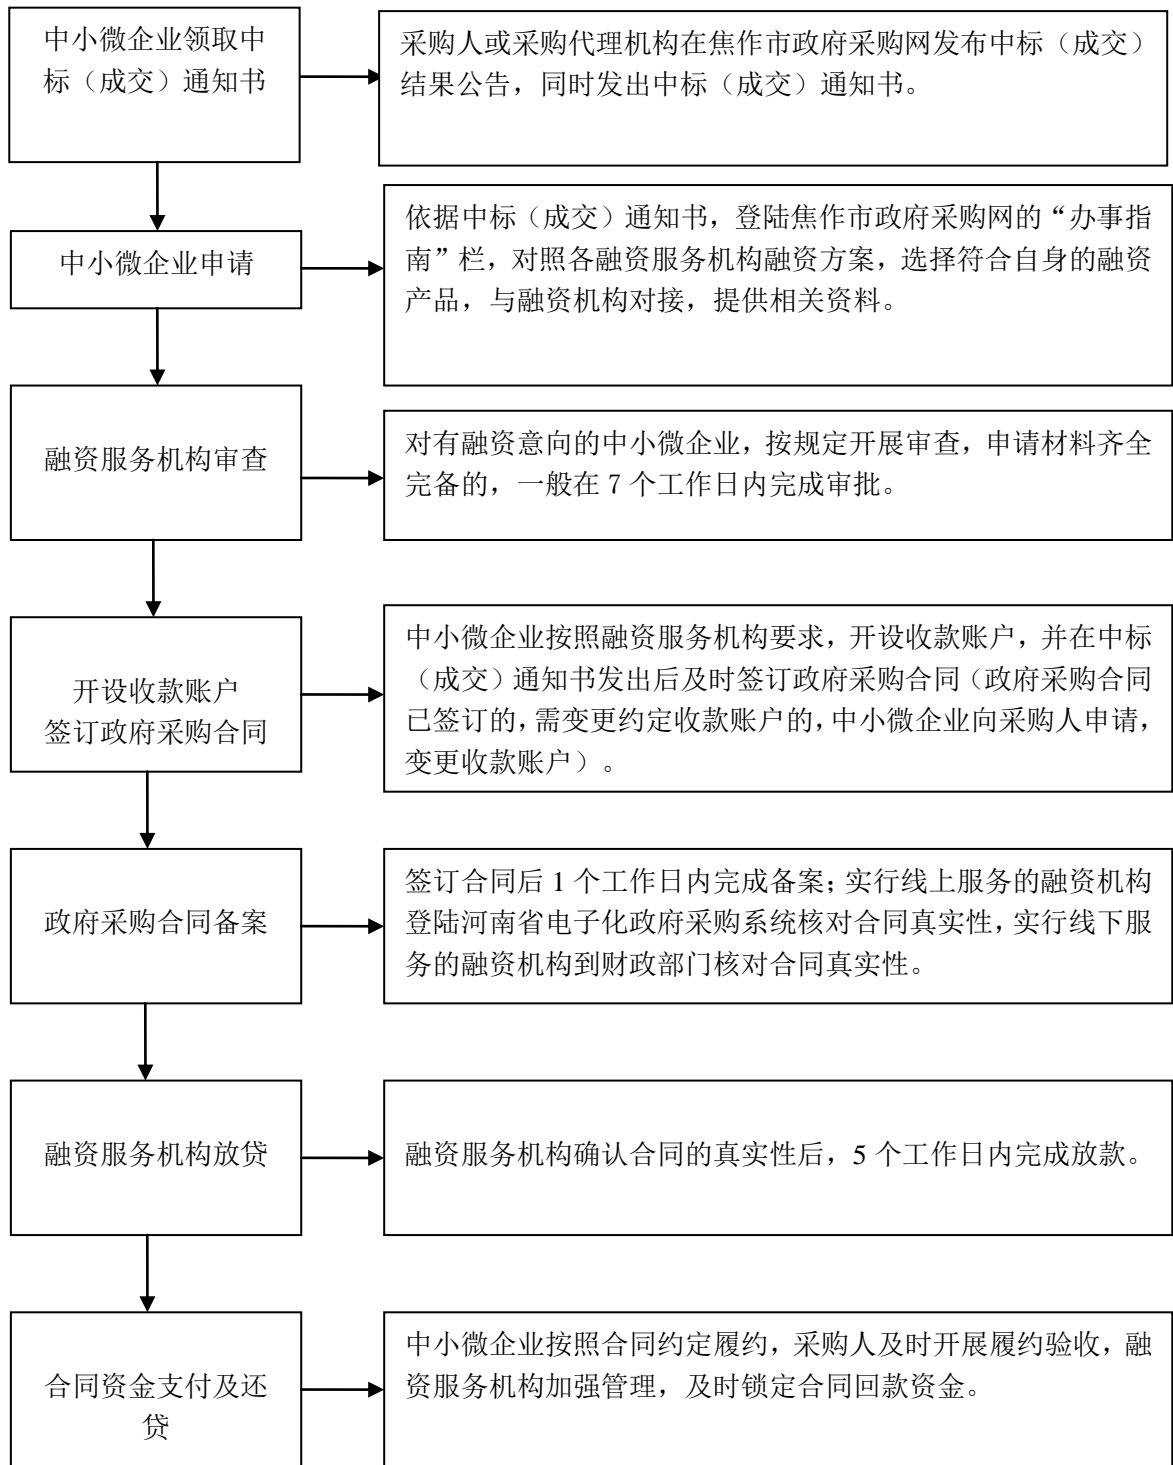 中小微企业领取中
标（成交）通知书
采购人或采购代理机构在焦作市政府采购网发布中标（成交）
结果公告，同时发出中标（成交）通知书。
中小微企业申请
依据中标（成交）通知书，登陆焦作市政府采购网的“办事指
南”栏，对照各融资服务机构融资方案，选择符合自身的融资
产品，与融资机构对接，提供相关资料。
融资服务机构审查
对有融资意向的中小微企业，按规定开展审查，申请材料齐全
完备的，一般在 7 个工作日内完成审批。
开设收款账户
签订政府采购合同
中小微企业按照融资服务机构要求，开设收款账户，并在中标
（成交）通知书发出后及时签订政府采购合同（政府采购合同
已签订的，需变更约定收款账户的，中小微企业向采购人申请，
变更收款账户）。
政府采购合同备案
签订合同后 1 个工作日内完成备案；实行线上服务的融资机构
登陆河南省电子化政府采购系统核对合同真实性，实行线下服
务的融资机构到财政部门核对合同真实性。
融资服务机构放贷
融资服务机构确认合同的真实性后，5 个工作日内完成放款。
合同资金支付及还
贷
中小微企业按照合同约定履约，采购人及时开展履约验收，融
资服务机构加强管理，及时锁定合同回款资金。